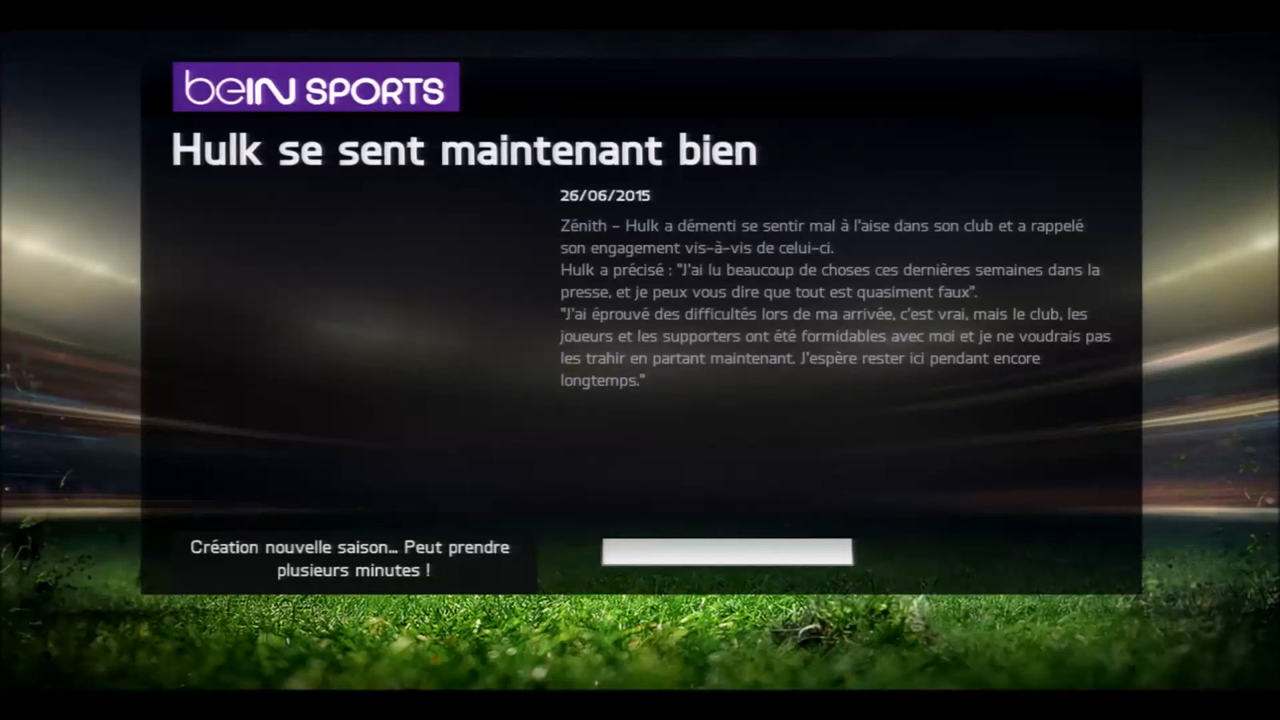 beIN SPORTS
Hulk se sent maintenant bien
26/06/2015
Zénith - Hulk a démenti se sentir mal à l'aise dans son club et a rappelé
son engagement vis-à-vis de celui-ci.
Hulk a précisé : "J'ai lu beaucoup de choses ces dernières semaines dans la
presse, et je peux vous dire que tout est quasiment faux".
"J'ai éprouvé des difficultés lors de ma arrivée, c'est vrai, mais le club, les
joueurs et les supporters ont été formidables avec moi et je ne voudrais pas
les trahir en partant maintenant. J'espère rester ici pendant encore
longtemps."
Création nouvelle saison... Peut prendre
plusieurs minutes !